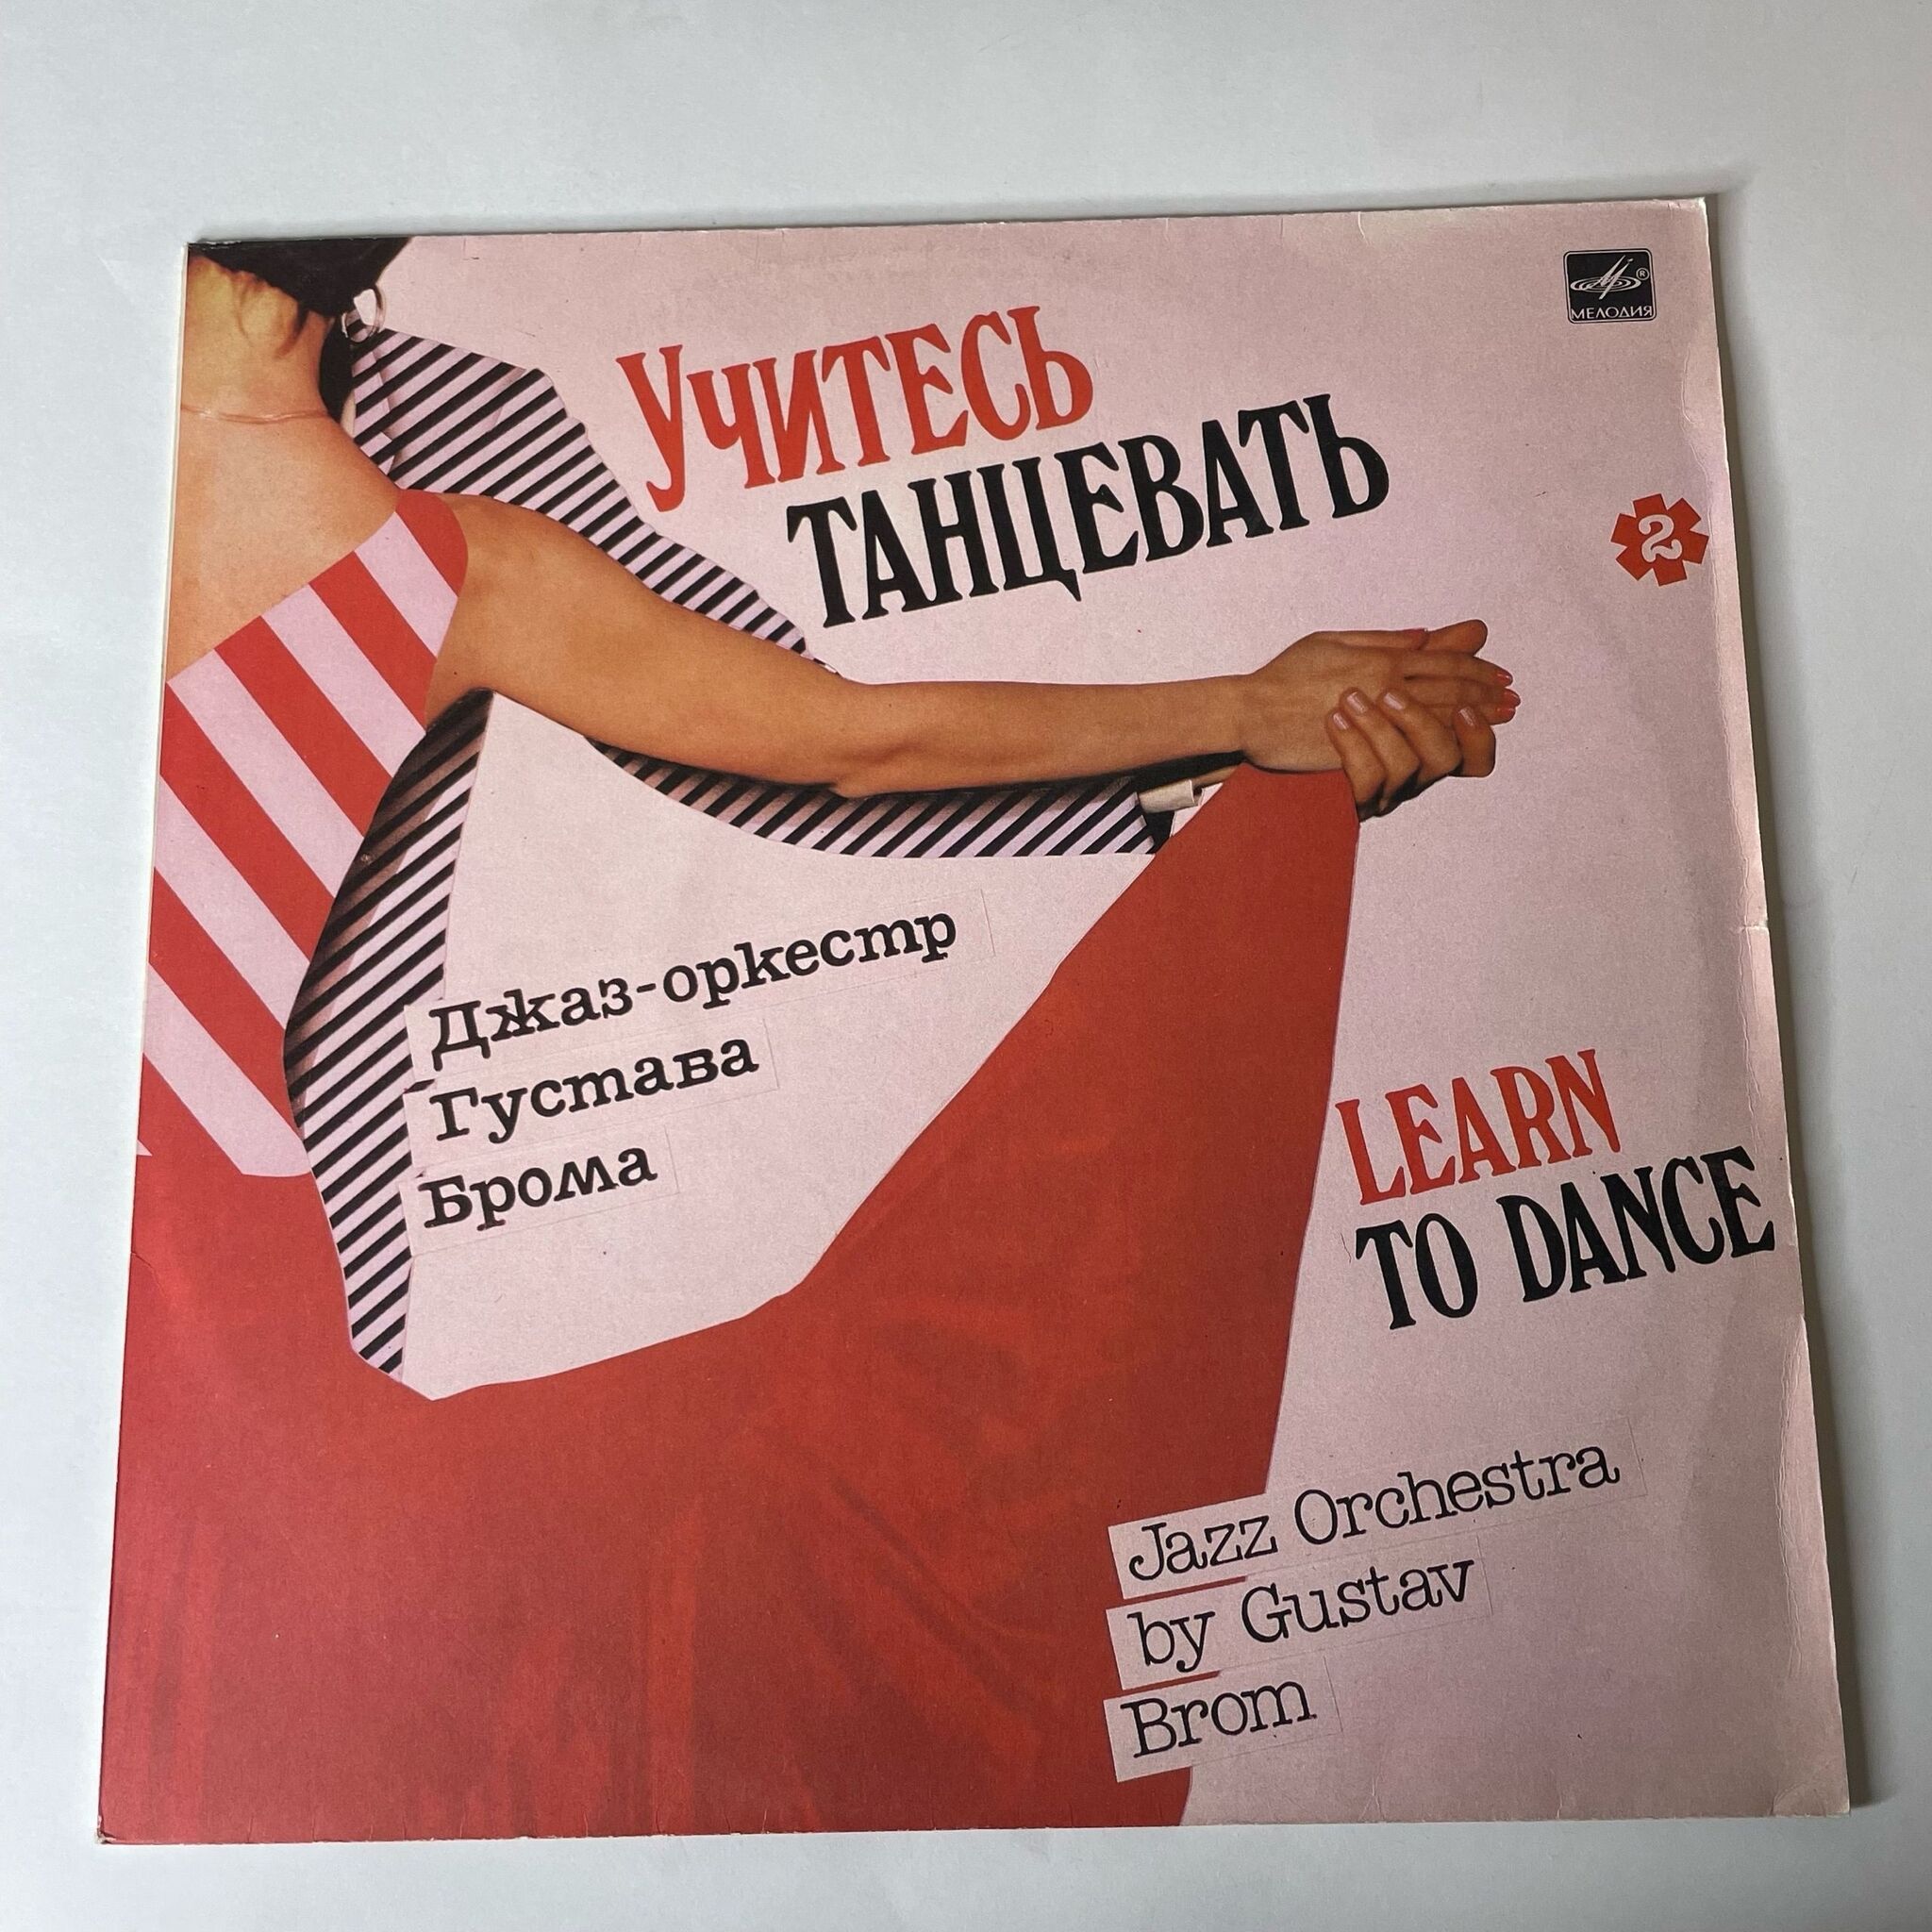 МЕЛОДИЯ
УЧИТЕСЬ
ТАНЦЕВАТЬ
2
Джаз-оркестр
Густава
Брома
LEARN
TO DANCE
Jazz Orchestra
by Gustav
Brom